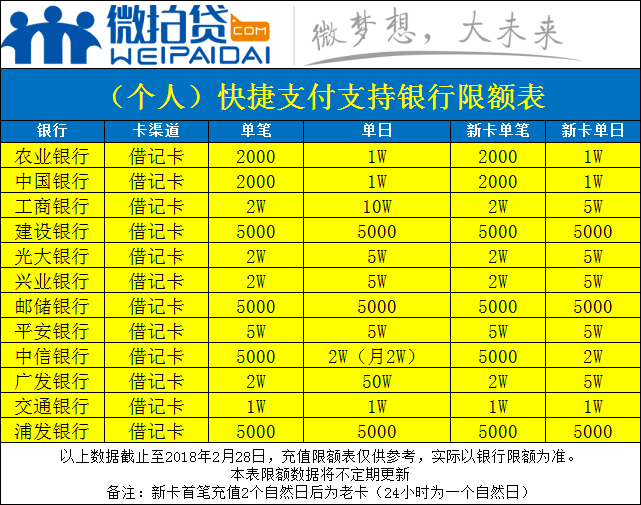 微拍贷.COM
WEIPAIDAI
微梦想，大未来
（个人）快捷支付支持银行限额表
银行 卡渠道 单笔 单日 新卡单笔 新卡单日
农业银行 借记卡 2000 1W 2000 1W
中国银行 借记卡 2000 1W 2000 1W
工商银行 借记卡 2W 10W 2W 5W
建设银行 借记卡 5000 5000 5000 5000
光大银行 借记卡 2W 5W 2W 5W
兴业银行 借记卡 2W 5W 2W 5W
邮储银行 借记卡 5000 5000 5000 5000
平安银行 借记卡 5W 5W 5W 5W
中信银行 借记卡 5000 2W（月2W） 5000 2W
广发银行 借记卡 2W 50W 2W 5W
交通银行 借记卡 1W 1W 1W 1W
浦发银行 借记卡 5000 5000 5000 5000
以上数据截止至2018年2月28日，充值限额表仅供参考，实际以银行限额为准。
本表限额数据将不定期更新
备注：新卡首笔充值2个自然日后为老卡（24小时为一个自然日）